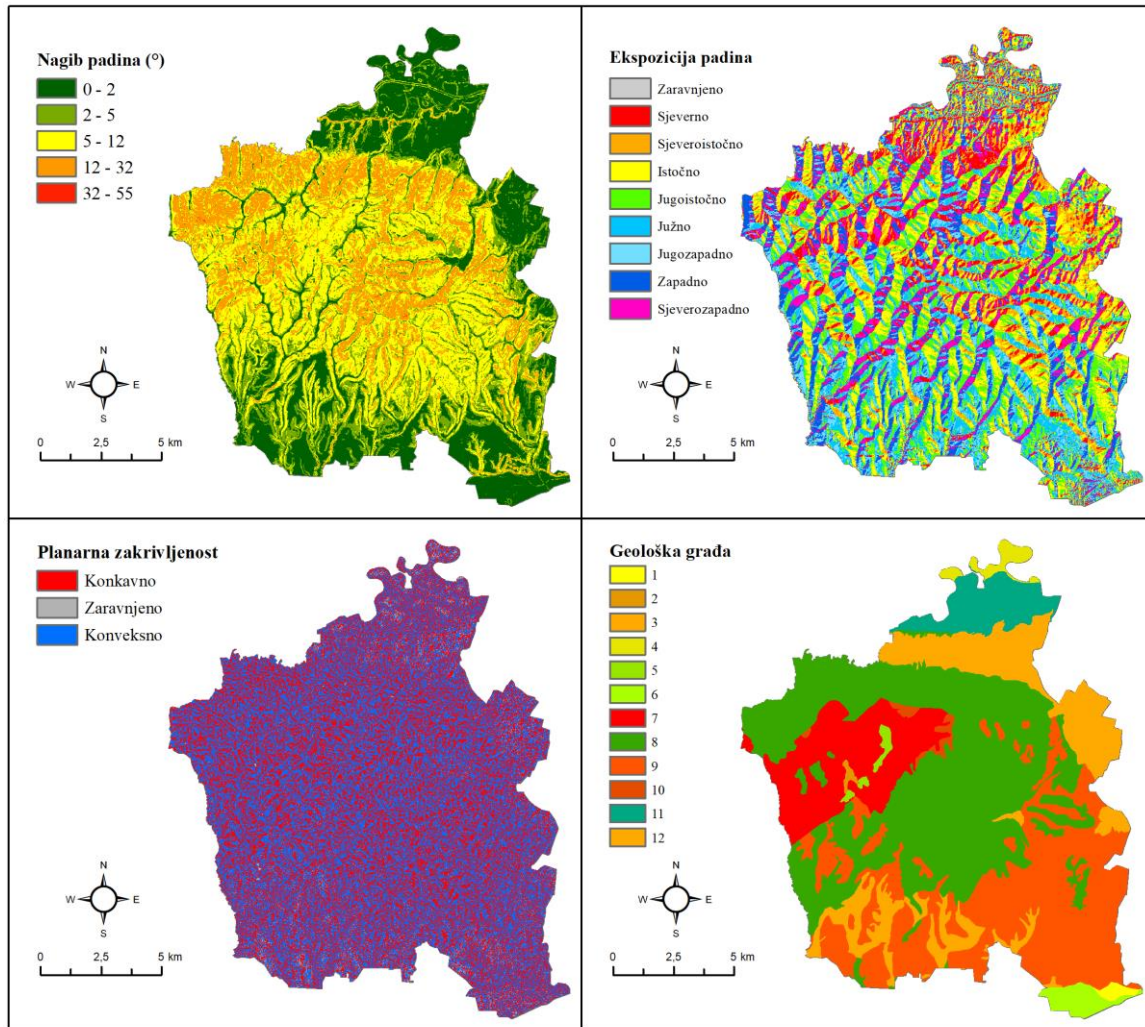 Nagib padina (°)
0 - 2
2 - 5
5 - 12
12 - 32
32 - 55
N
W E
S
0 2,5 5 km
Ekspozicija padina
Zaravnjeno
Sjeverno
Sjeveroistočno
Istočno
Jugoistočno
Južno
Jugozapadno
Zapadno
Sjeverozapadno
N
W E
S
0 2,5 5 km
Planarna zakrivljenost
Konkavno
Zaravnjeno
Konveksno
N
W E
S
0 2,5 5 km
Geološka građa
1
2
3
4
5
6
7
8
9
10
11
12
N
W E
S
0 2,5 5 km